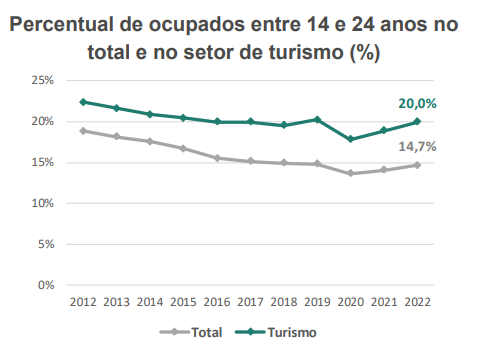 Percentual de ocupados entre 14 e 24 anos no
total e no setor de turismo (%)
25%
20,0%
20%
14,7%
15%
10%
5%
0%
2012 2013 2014 2015 2016 2017 2018 2019 2020 2021 2022
Total Turismo